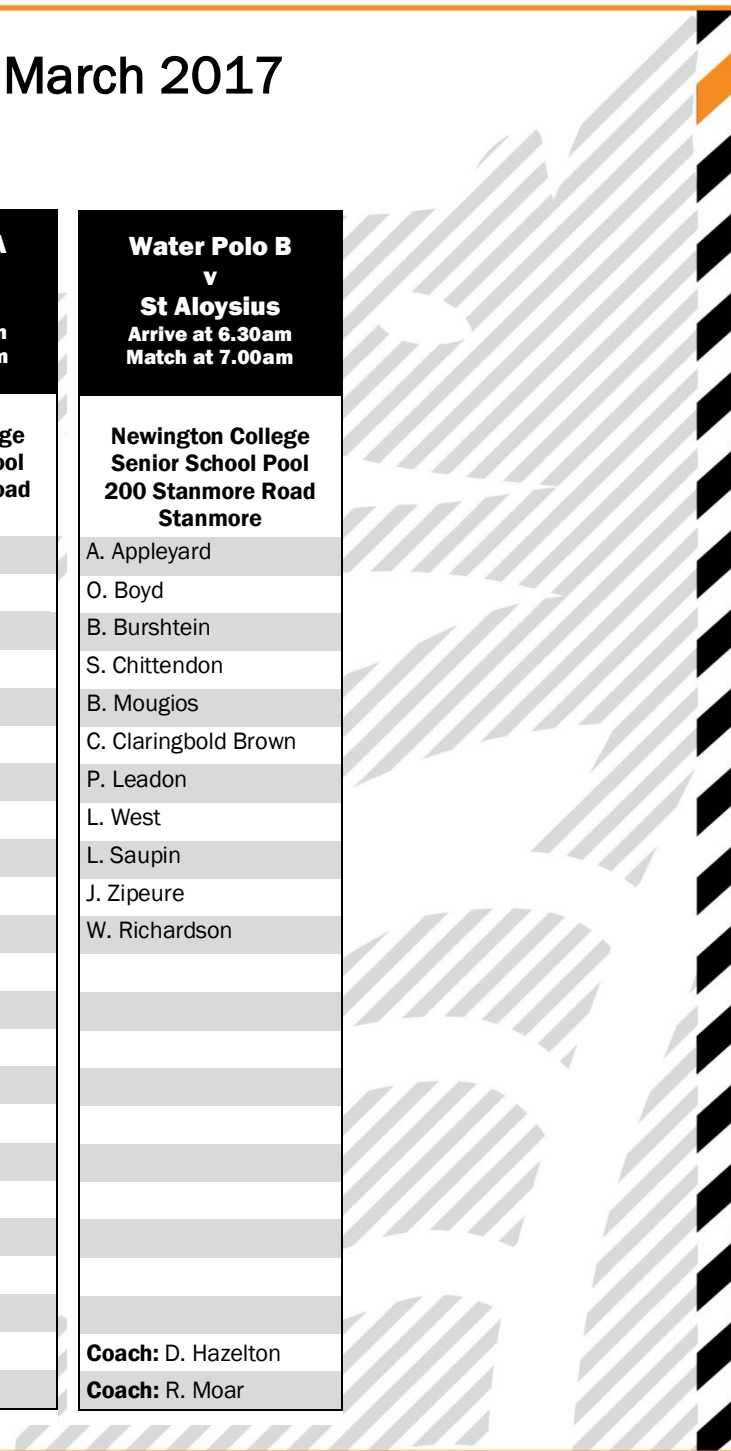 March 2017
A
Water Polo B
v
St Aloysius
Arrive at 6.30am
Match at 7.00am
Newington College
Senior School Pool
200 Stanmore Road
Stanmore
A. Appleyard
O. Boyd
B. Burshtein
S. Chittendon
B. Mougios
C. Claringbold Brown
P. Leadon
L. West
L. Saupin
J. Zipeure
W. Richardson
Coach: D. Hazelton
Coach: R. Moar